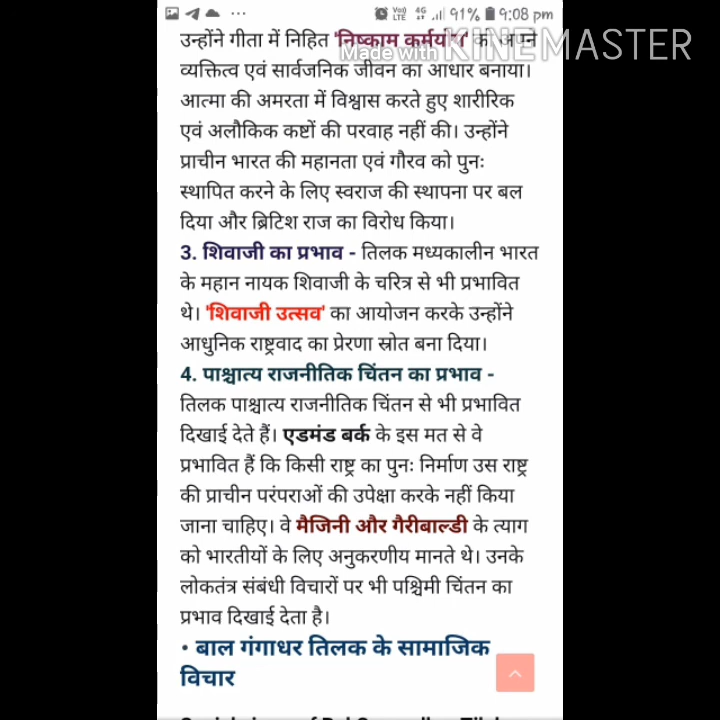 91% 9:08 pm
Made with KINEMASTER
उन्होंने गीता में निहित 'निष्काम कर्मयोग' को अपने
व्यक्तित्व एवं सार्वजनिक जीवन का आधार बनाया।
आत्मा की अमरता में विश्वास करते हुए शारीरिक
एवं अलौकिक कष्टों की परवाह नहीं की। उन्होंने
प्राचीन भारत की महानता एवं गौरव को पुनः
स्थापित करने के लिए स्वराज की स्थापना पर बल
दिया और ब्रिटिश राज का विरोध किया।
3. शिवाजी का प्रभाव - तिलक मध्यकालीन भारत
के महान नायक शिवाजी के चरित्र से भी प्रभावित
थे। 'शिवाजी उत्सव' का आयोजन करके उन्होंने
आधुनिक राष्ट्रवाद का प्रेरणा स्रोत बना दिया।
4. पाश्चात्य राजनीतिक चिंतन का प्रभाव -
तिलक पाश्चात्य राजनीतिक चिंतन से भी प्रभावित
दिखाई देते हैं। एडमंड बर्क के इस मत से वे
प्रभावित हैं कि किसी राष्ट्र का पुनः निर्माण उस राष्ट्र
की प्राचीन परंपराओं की उपेक्षा करके नहीं किया
जाना चाहिए। वे मैजिनी और गैरीबाल्डी के त्याग
को भारतीयों के लिए अनुकरणीय मानते थे। उनके
लोकतंत्र संबंधी विचारों पर भी पश्चिमी चिंतन का
प्रभाव दिखाई देता है।
• बाल गंगाधर तिलक के सामाजिक
विचार